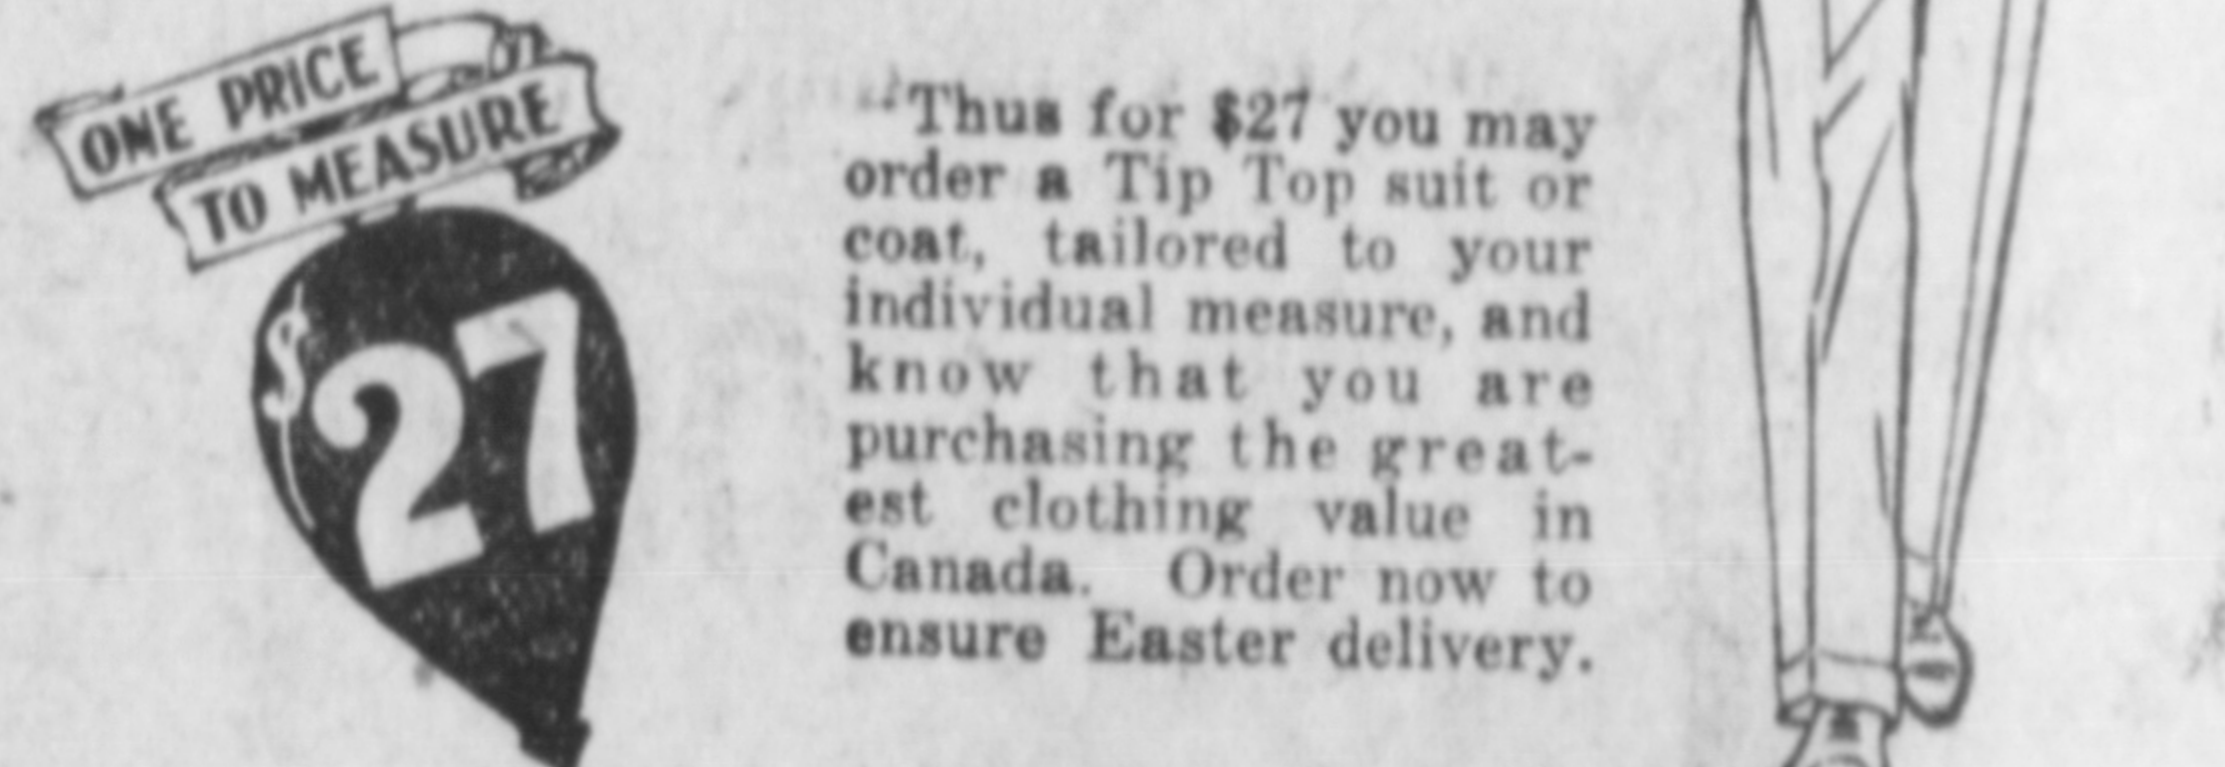 ONE PRICE
TO MEASURE
$27
Thus for $27 you may
order a Tip Top suit or
coat, tailored to your
individual measure, and
know that you are
purchasing the great-
est clothing value in
Canada. Order now to
ensure Easter delivery.